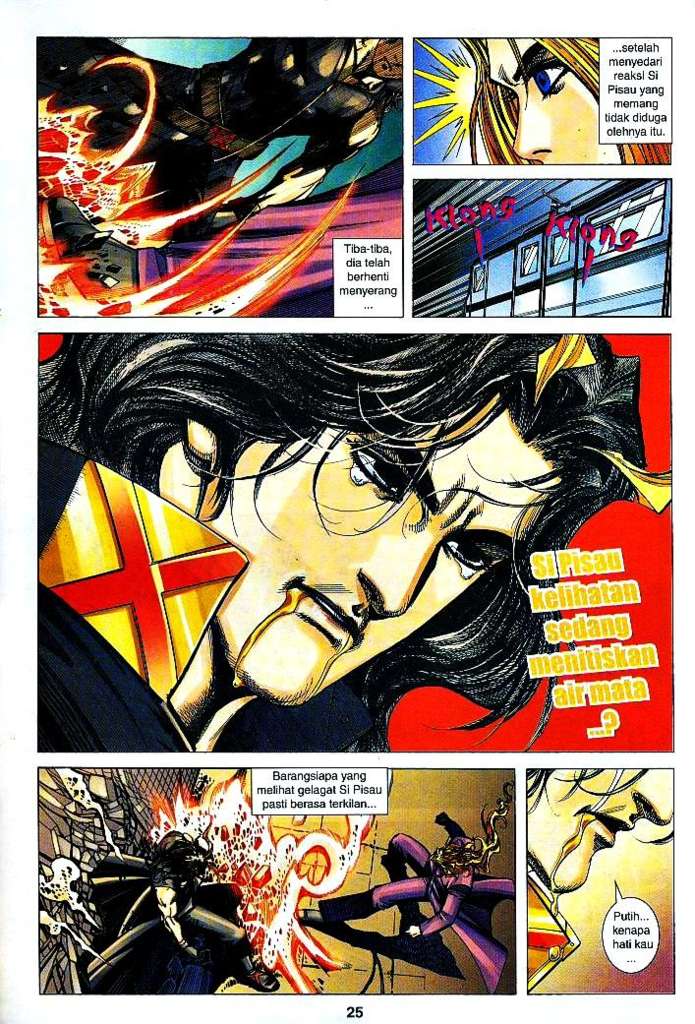 Tiba-tiba,
dia telah
berhenti
menyerang
...
...setelah
menyedari
reaksi Si
Pisau yang
memang
tidak diduga
olehnya itu.
Klong
Klong
Si Pisau
kelihatan
sedang
menitiskan
air mata
...?
Barangsiapa yang
melihat gelagat Si Pisau
pasti berasa terkilan...
Putih...
kenapa
hati kau
...
25